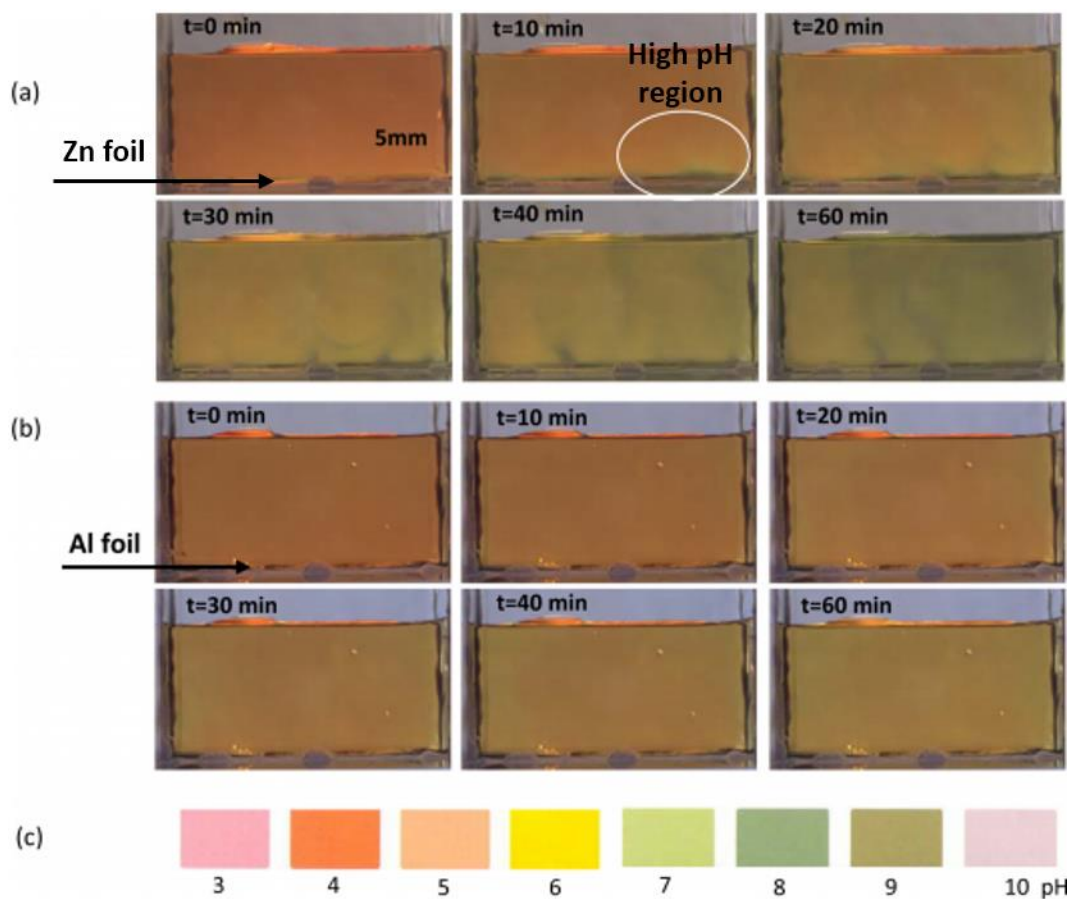 (a)
t=0 min
t=10 min
t=20 min
High pH
region
5mm
Zn foil
t=30 min
t=40 min
t=60 min
(b)
t=0 min
t=10 min
t=20 min
Al foil
t=30 min
t=40 min
t=60 min
(c)
3 4 5 6 7 8 9 10 pH